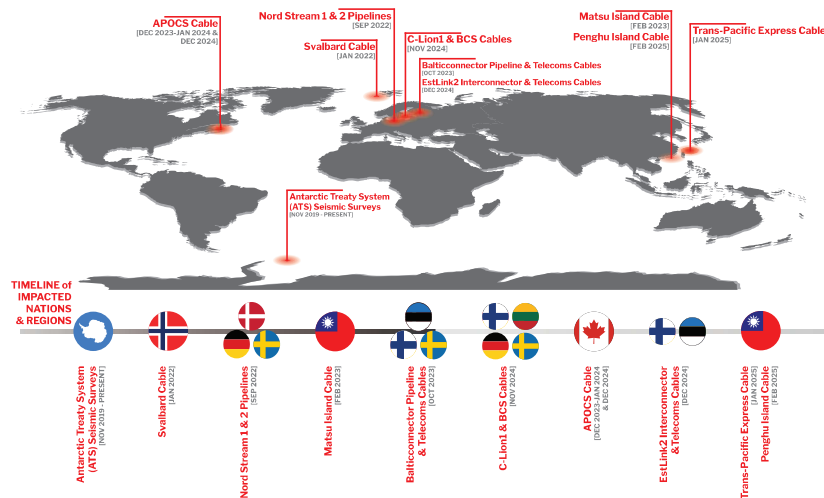 APOCS Cable
[DEC 2023-JAN 2024 &
DEC 2024]
Nord Stream 1 & 2 Pipelines
[SEP 2022]
Svalbard Cable
[JAN 2022]
C-Lion1 & BCS Cables
[NOV 2024]
Balticconnector Pipeline & Telecoms Cables
[OCT 2023]
EstLink2 Interconnector & Telecoms Cables
[DEC 2024]
Matsu Island Cable
[FEB 2023]
Penghu Island Cable
[FEB 2025]
Trans-Pacific Express Cable
[JAN 2025]
Antarctic Treaty System
(ATS) Seismic Surveys
[NOV 2019 - PRESENT]
TIMELINE of
IMPACTED
NATIONS
& REGIONS
Antarctic Treaty System
(ATS) Seismic Surveys
[NOV 2019 - PRESENT]
Svalbard Cable
[JAN 2022]
Nord Stream 1 & 2 Pipelines
[SEP 2022]
Matsu Island Cable
[FEB 2023]
Balticconnector Pipeline
& Telecoms Cables
[OCT 2023]
C-Lion1 & BCS Cables
[NOV 2024]
APOCS Cable
[DEC 2023-JAN 2024
& DEC 2024]
EstLink2 Interconnector
&Telecoms Cables
[DEC 2024]
Trans-Pacific Express Cable
[JAN 2025]
Penghu Island Cable
[FEB 2025]